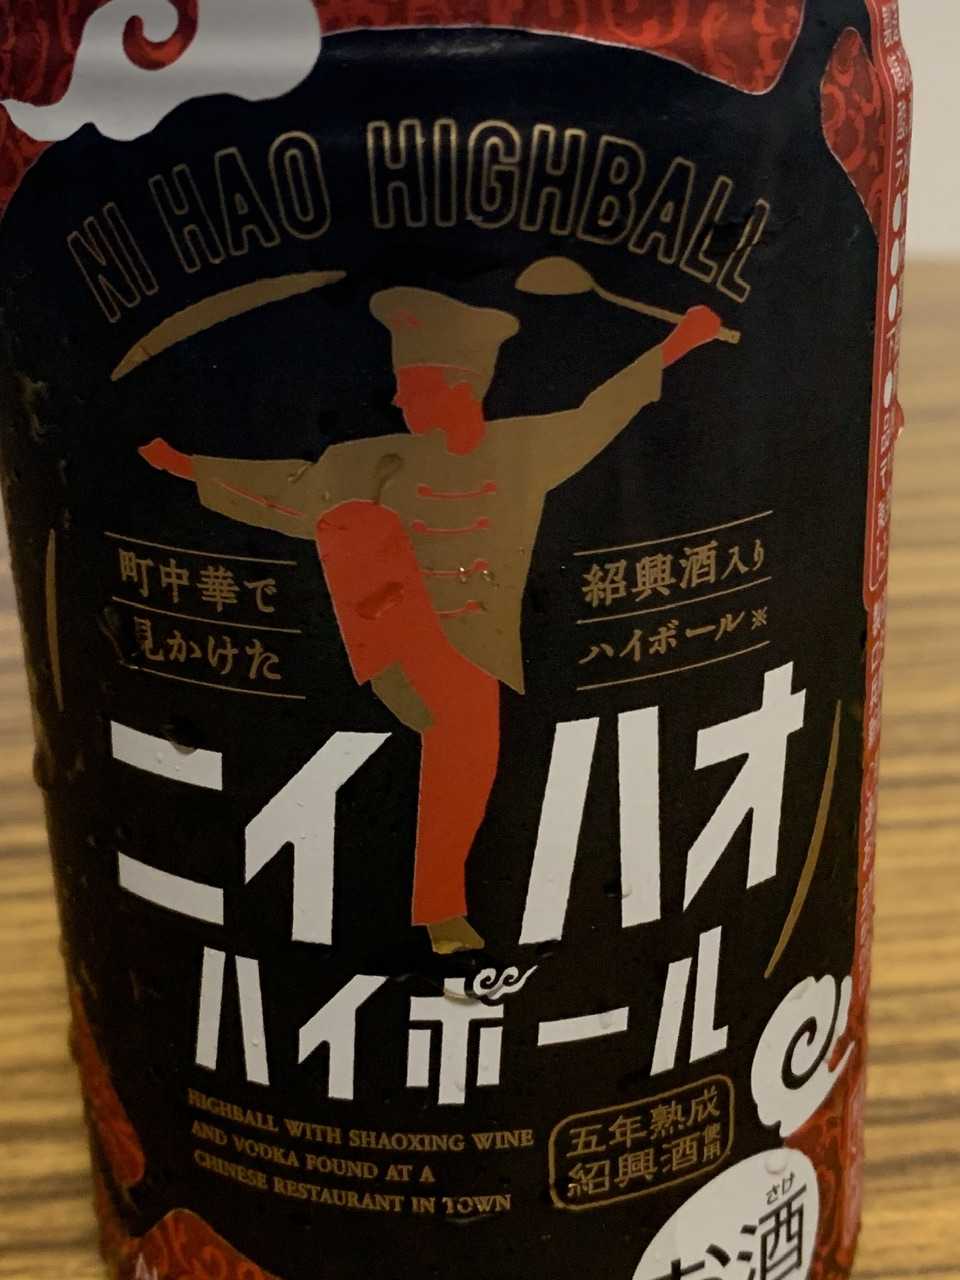 NI HAO HIGHBALL
町中華で
見かけた
紹興酒入り
ハイボール※
ニイハオ
ハイボール
HIGHBALL WITH SHAOXING WINE
AND VODKA FOUND AT A
CHINESE RESTAURANT IN TOWN
五年熟成
紹興酒使用
さけ
お酒